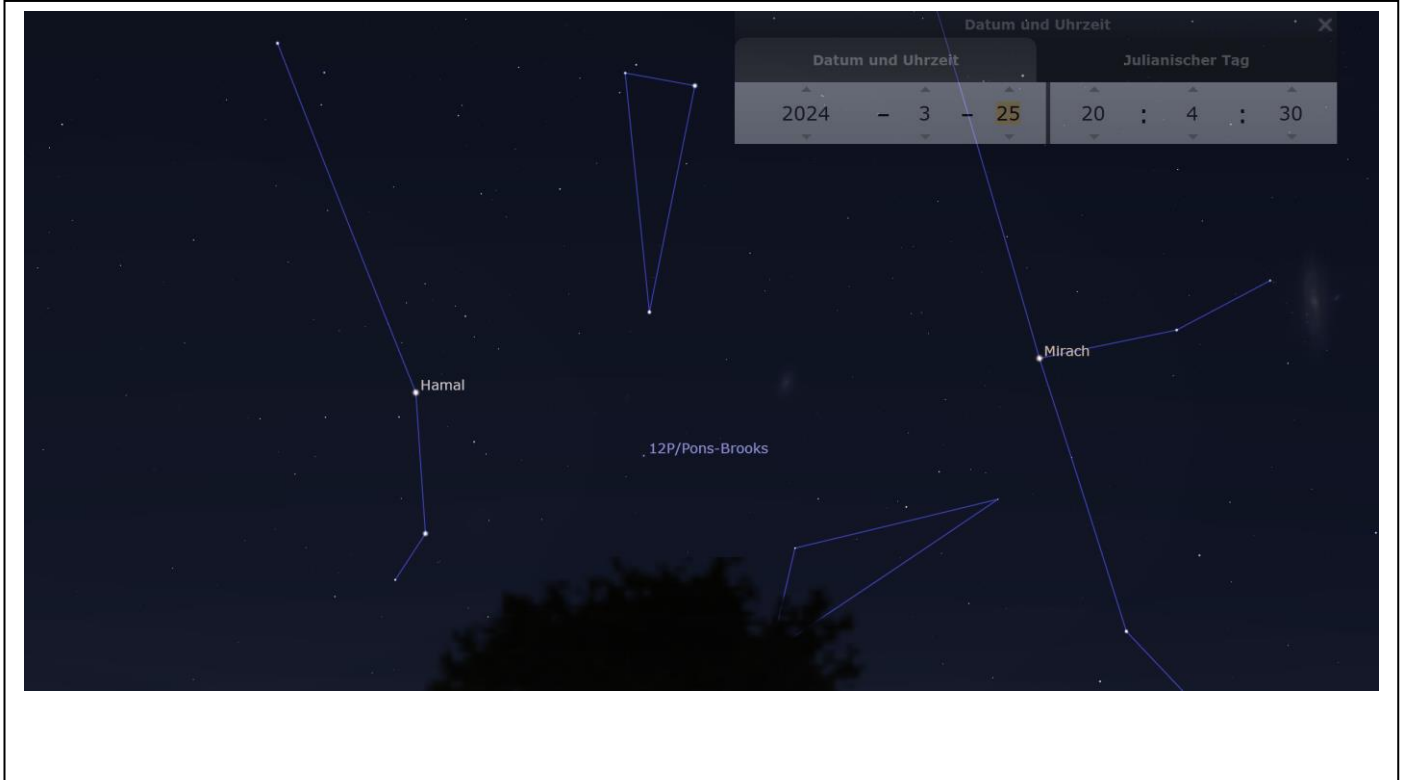 Datum und Uhrzeit ×
Datum und Uhrzeit Julianischer Tag
2024 – 3 – 25 20 : 4 : 30
Mirach
Hamal
12P/Pons-Brooks